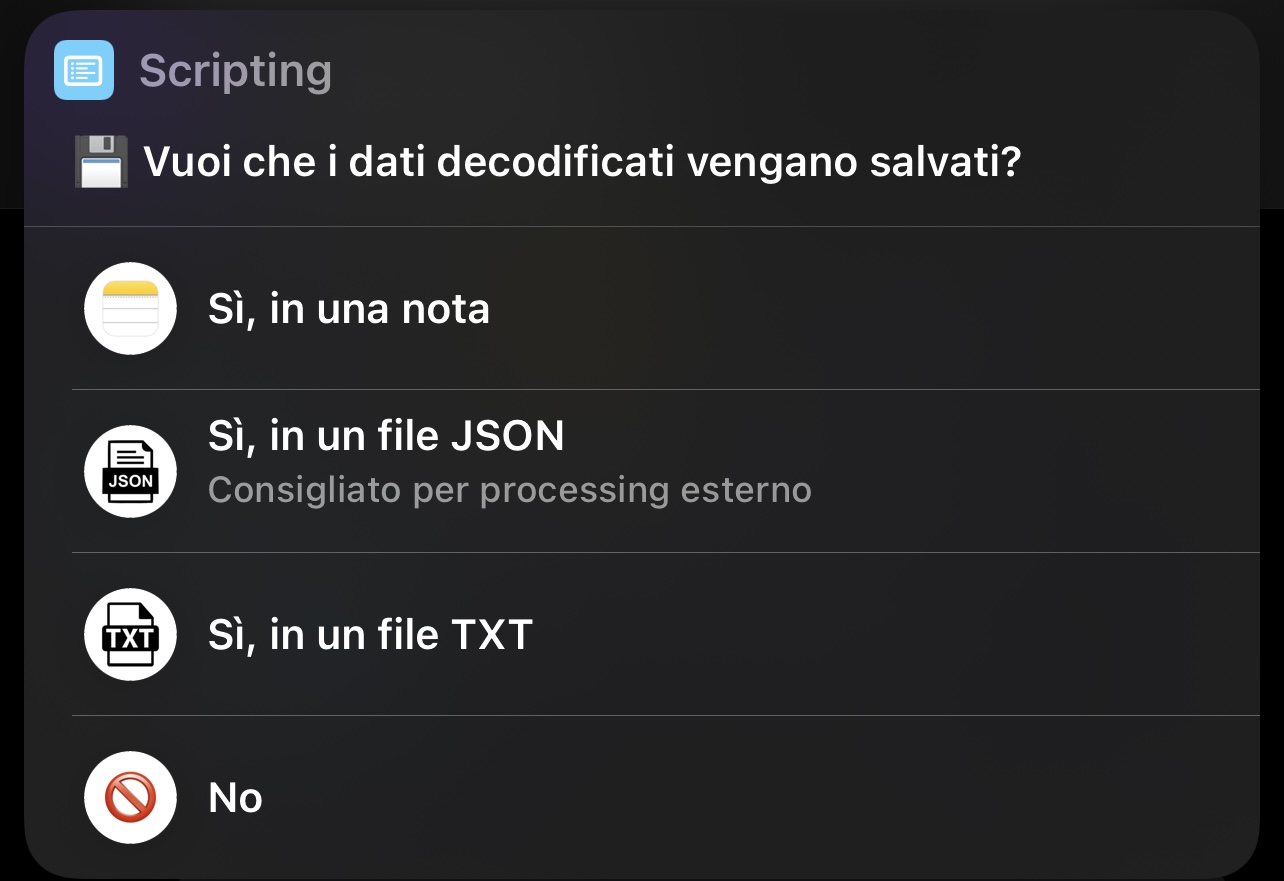 Scripting
💾 Vuoi che i dati decodificati vengano salvati?
Sì, in una nota
Sì, in un file JSON
JSON
Consigliato per processing esterno
TXT
Sì, in un file TXT
No